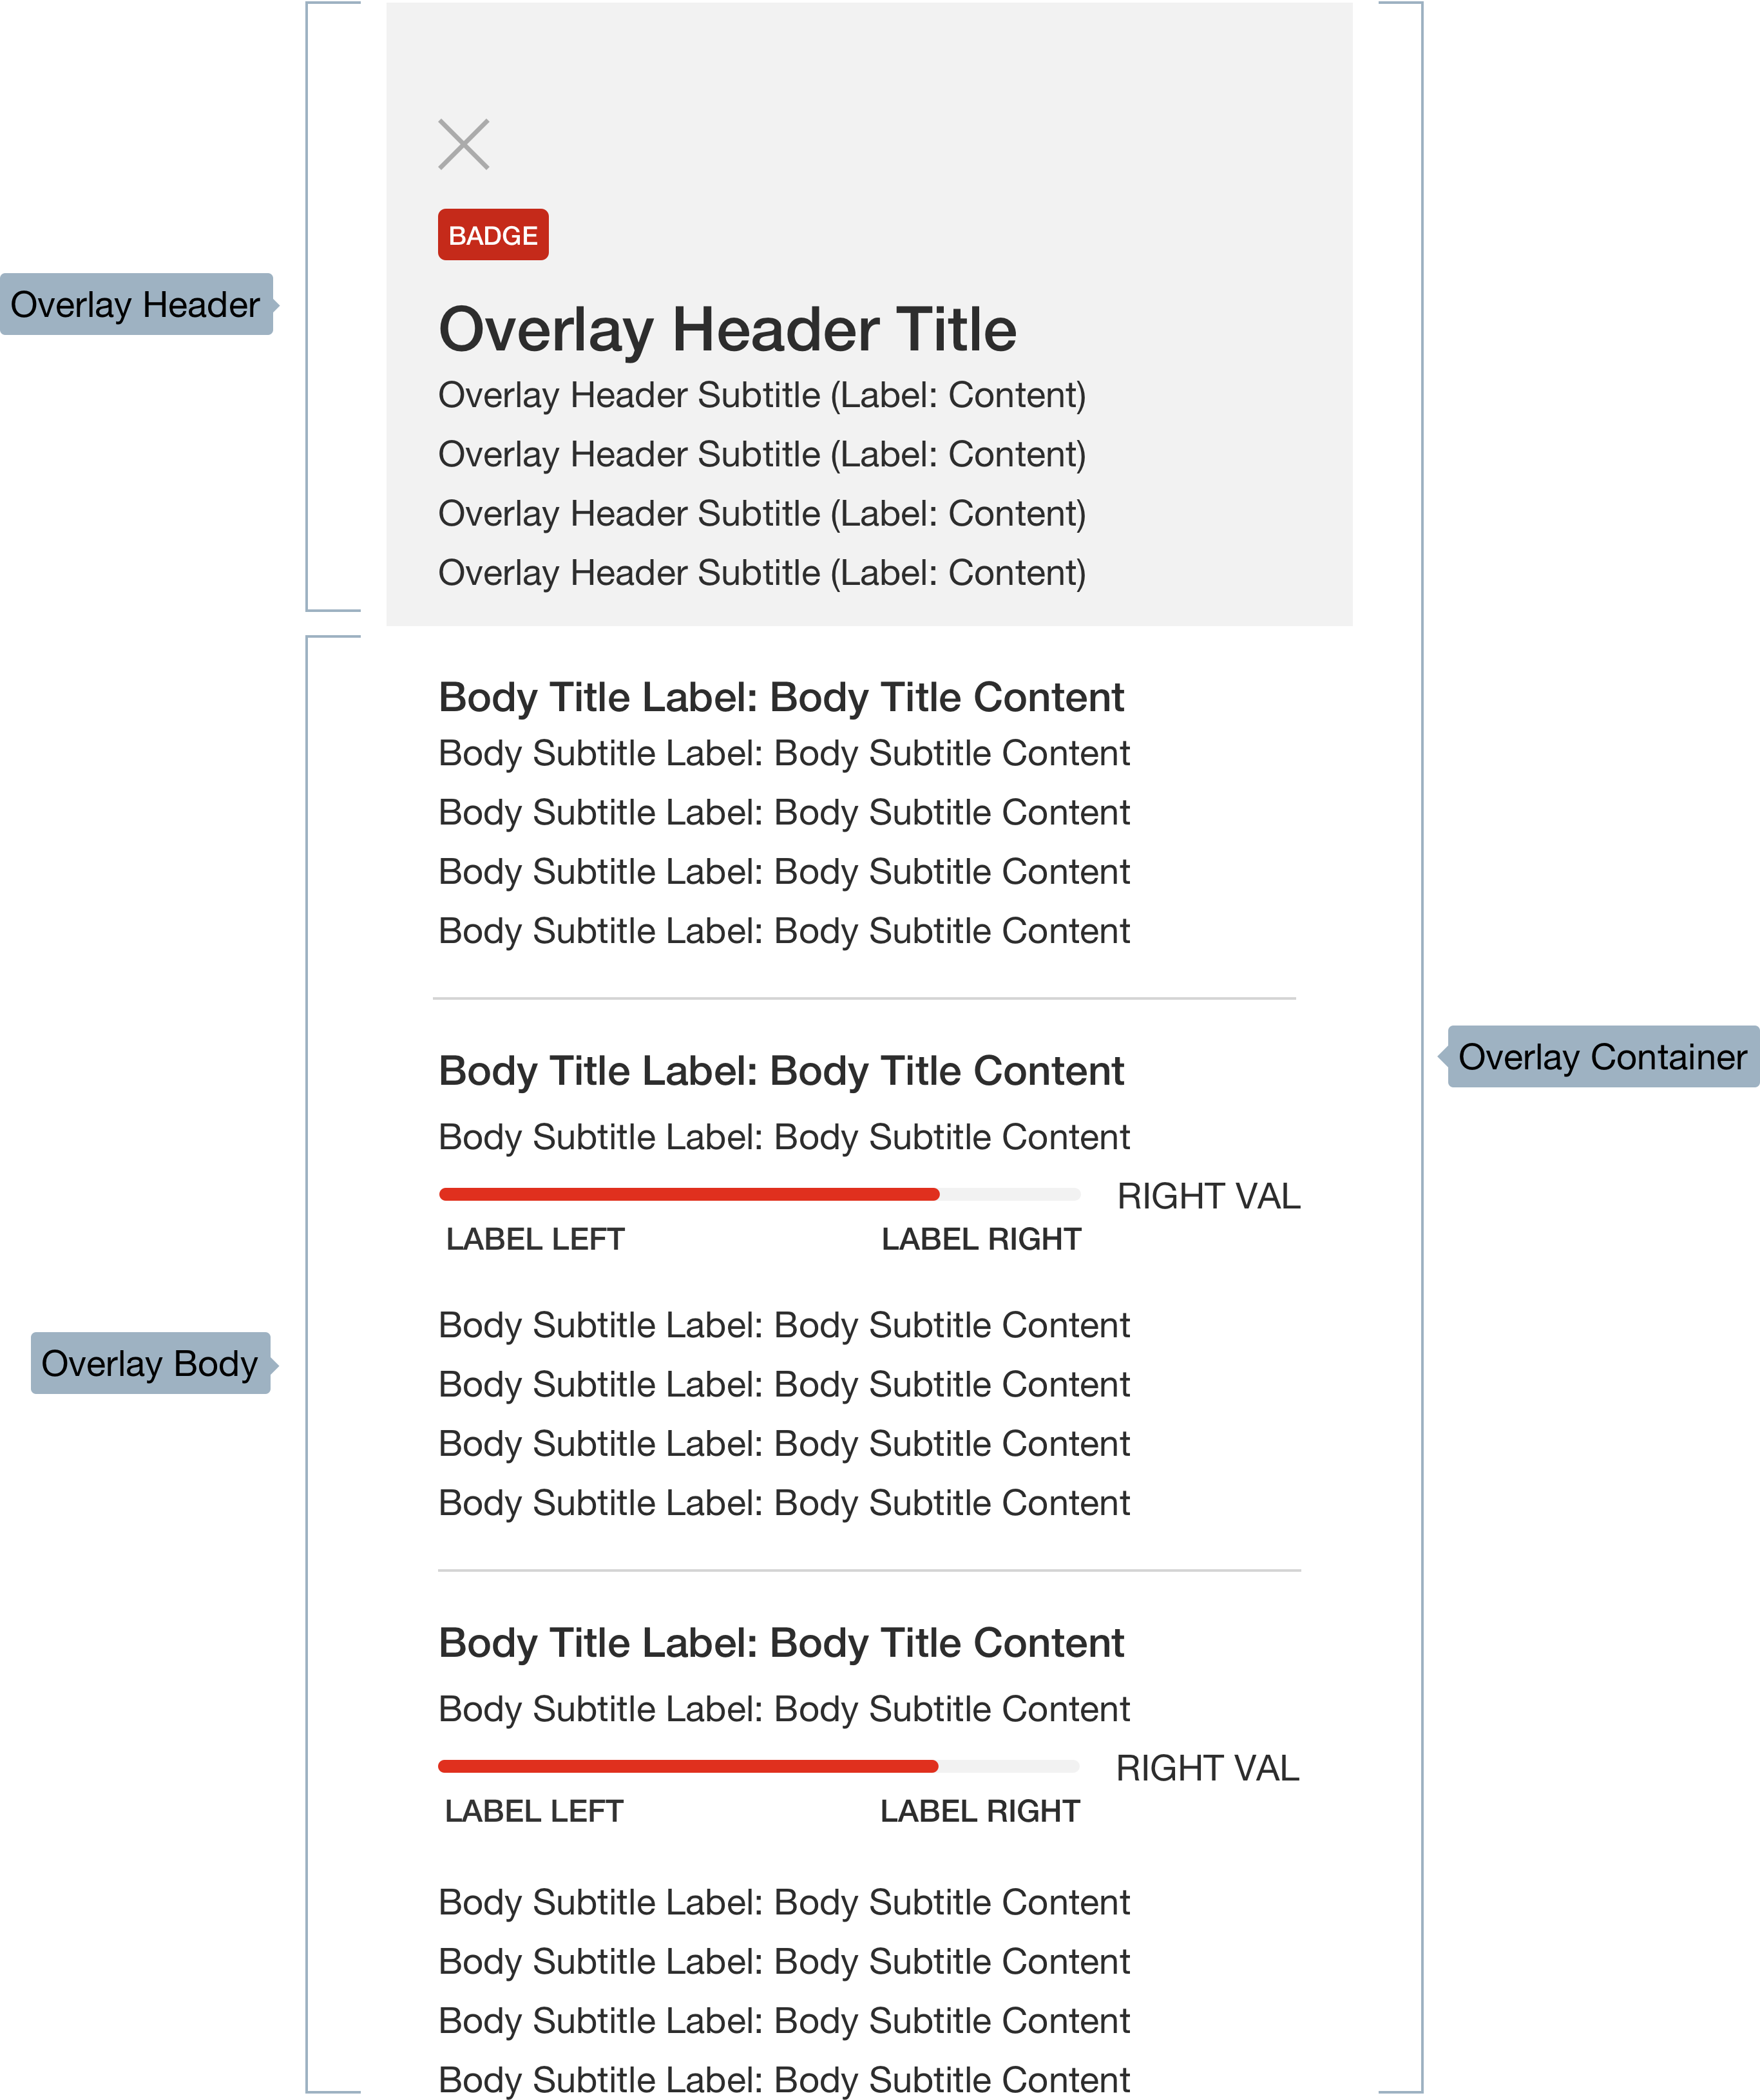 BADGE
Overlay Header
Overlay Header Title
Overlay Header Subtitle (Label: Content)
Overlay Header Subtitle (Label: Content)
Overlay Header Subtitle (Label: Content)
Overlay Header Subtitle (Label: Content)
Body Title Label: Body Title Content
Body Subtitle Label: Body Subtitle Content
Body Subtitle Label: Body Subtitle Content
Body Subtitle Label: Body Subtitle Content
Body Subtitle Label: Body Subtitle Content
Overlay Container
Body Title Label: Body Title Content
Body Subtitle Label: Body Subtitle Content
RIGHT VAL
LABEL LEFT LABEL RIGHT
Body Subtitle Label: Body Subtitle Content
Overlay Body
Body Subtitle Label: Body Subtitle Content
Body Subtitle Label: Body Subtitle Content
Body Subtitle Label: Body Subtitle Content
Body Title Label: Body Title Content
Body Subtitle Label: Body Subtitle Content
RIGHT VAL
LABEL LEFT LABEL RIGHT
Body Subtitle Label: Body Subtitle Content
Body Subtitle Label: Body Subtitle Content
Body Subtitle Label: Body Subtitle Content
Body Subtitle Label: Body Subtitle Content